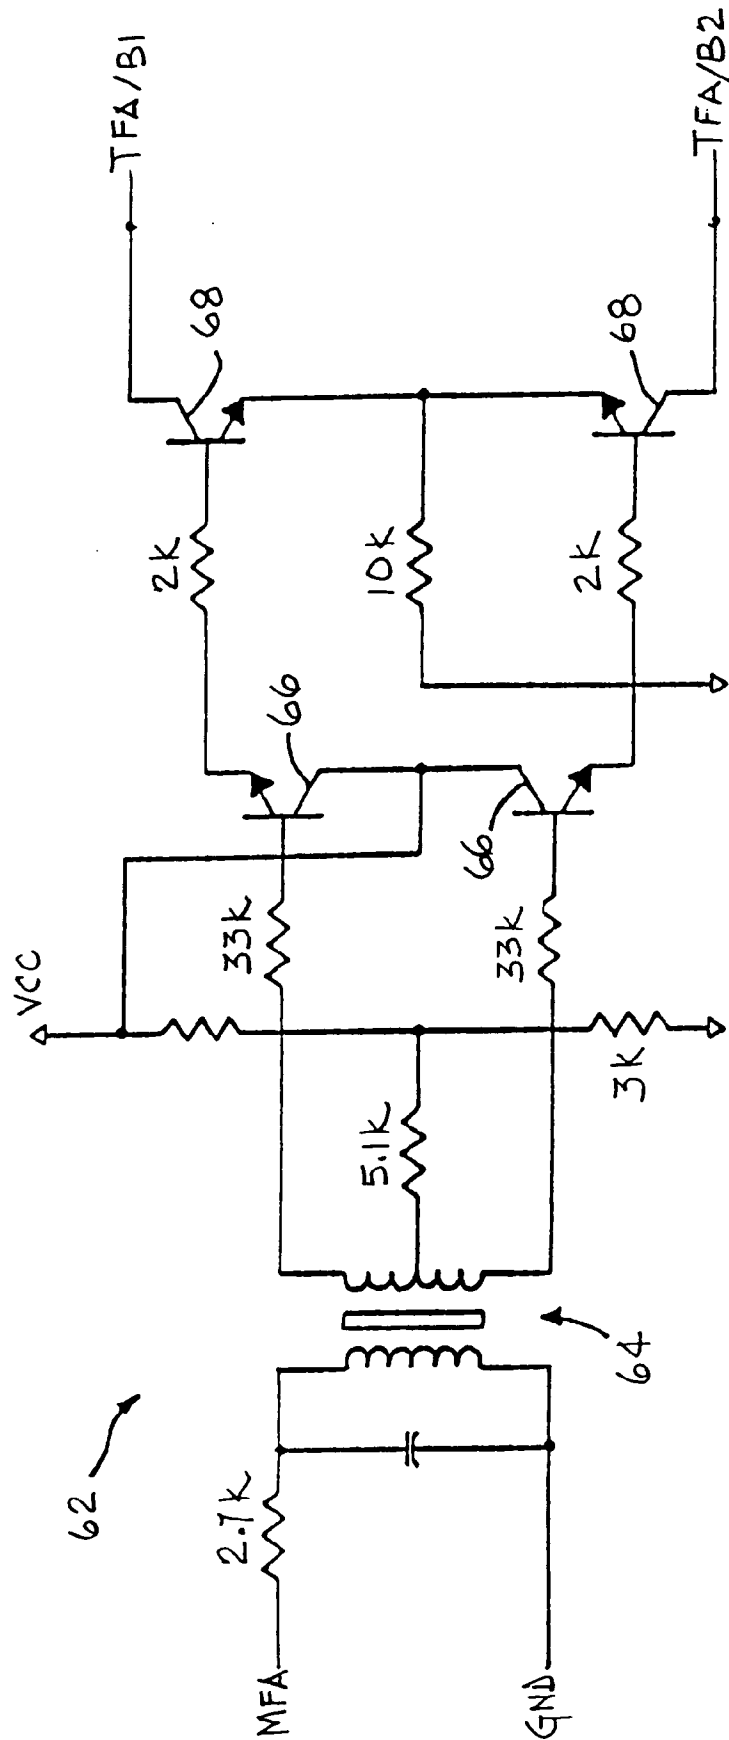 TFA/B1
TFA/B2
68
68
2K
10K
2K
66
66
33K
33K
VCC
5.1K
3K
64
62
2.7K
MFA
GND